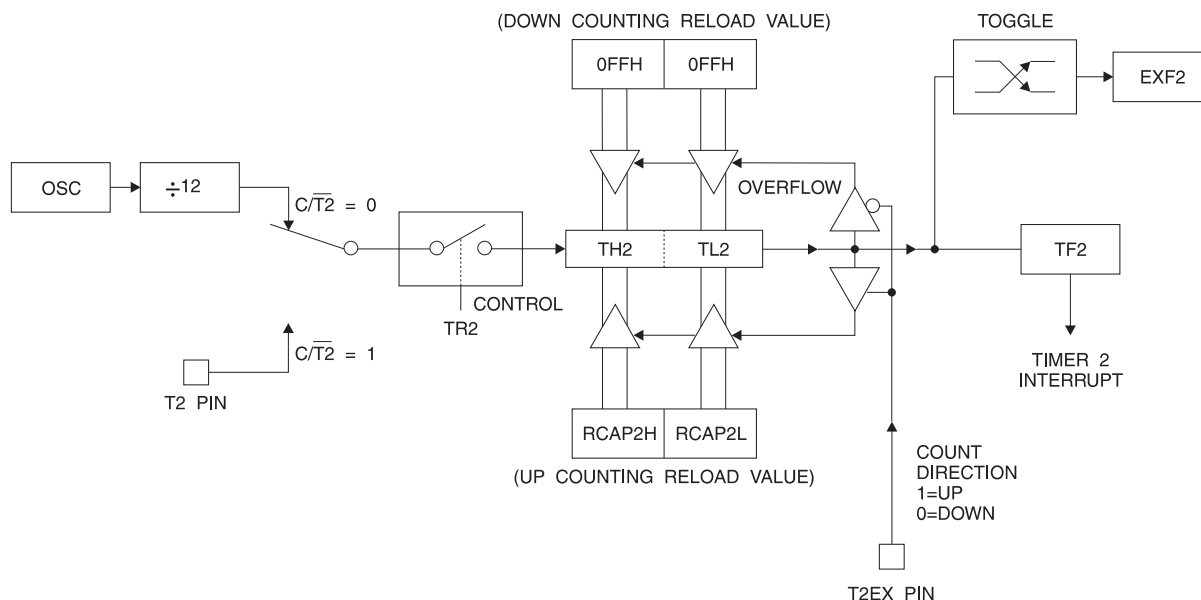 (DOWN COUNTING RELOAD VALUE)
TOGGLE
0FFH
0FFH
EXF2
OSC
÷12
C/T2̅ = 0
OVERFLOW
TH2
TL2
TF2
CONTROL
TR2
C/T2̅ = 1
T2 PIN
TIMER 2
INTERRUPT
RCAP2H
RCAP2L
(UP COUNTING RELOAD VALUE)
COUNT
DIRECTION
1=UP
0=DOWN
T2EX PIN